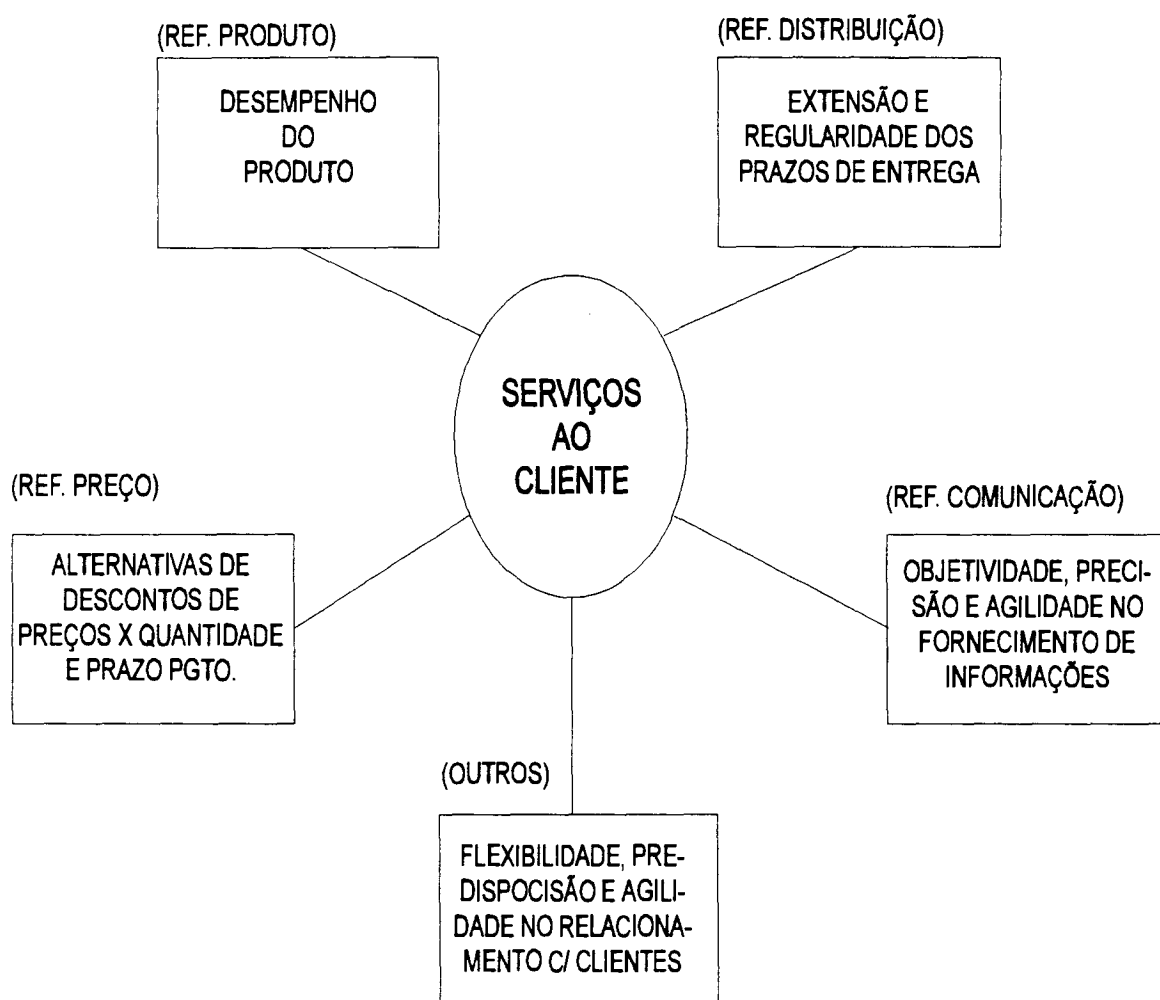 (REF. PRODUTO)
DESEMPENHO
DO
PRODUTO
(REF. DISTRIBUIÇÃO)
EXTENSÃO E
REGULARIDADE DOS
PRAZOS DE ENTREGA
SERVIÇOS
AO
CLIENTE
(REF. PREÇO)
ALTERNATIVAS DE
DESCONTOS DE
PREÇOS X QUANTIDADE
E PRAZO PGTO.
(REF. COMUNICAÇÃO)
OBJETIVIDADE, PRECI-
SÃO E AGILIDADE NO
FORNECIMENTO DE
INFORMAÇÕES
(OUTROS)
FLEXIBILIDADE, PRE-
DISPOCISÃO E AGILI-
DADE NO RELACIONA-
MENTO C/ CLIENTES